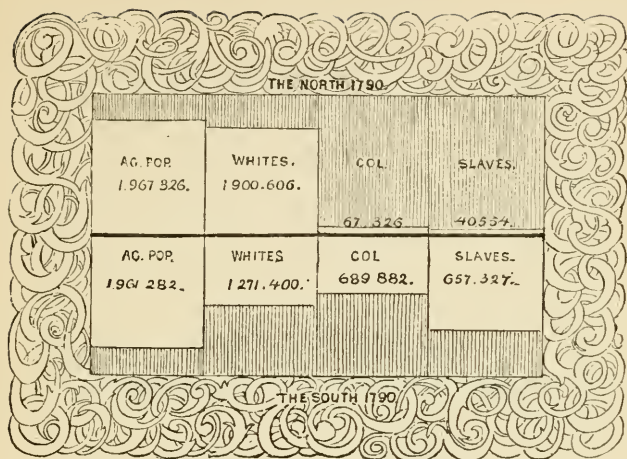 THE NORTH 1790.
AG. POP. WHITES. COL. SLAVES.
1.967 326. 1 900.606. 67.326 40554.
AG. POP. WHITES COL SLAVES.
1.961 282. 1 271.400. 689 882. 657.327.
THE SOUTH 1790